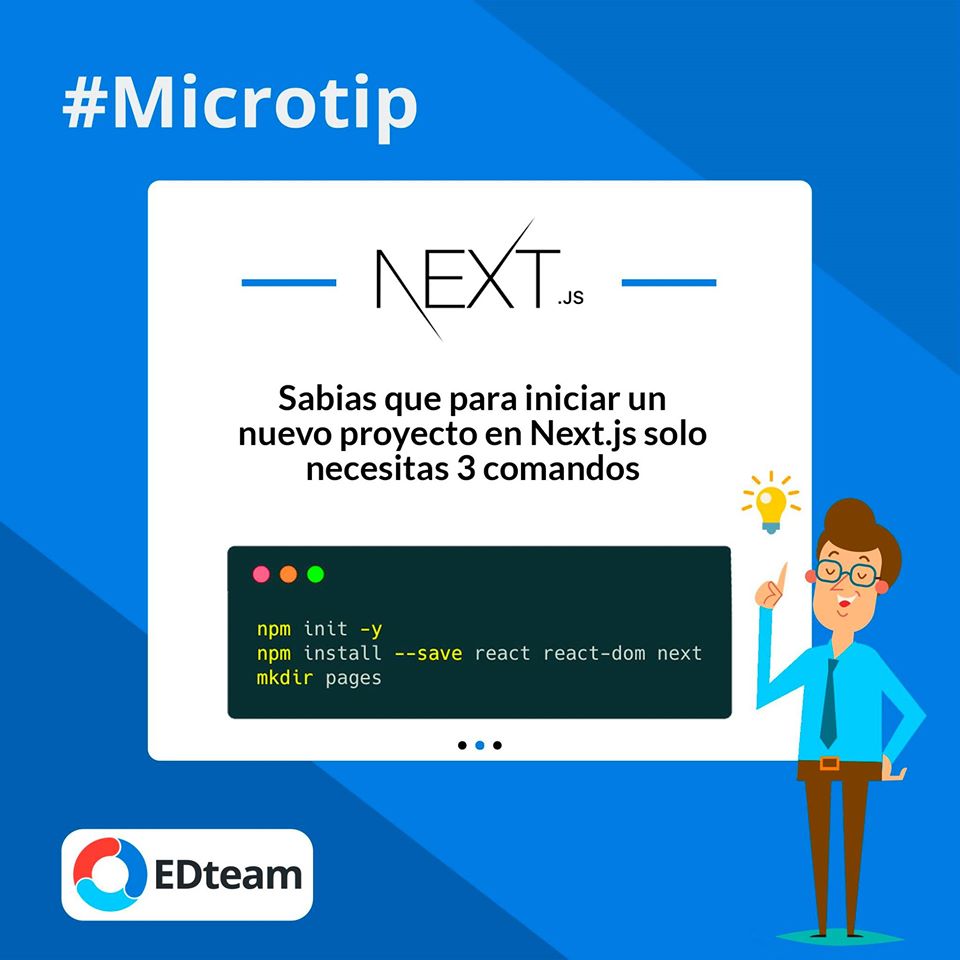 #Microtip
NEXT.JS
Sabias que para iniciar un
nuevo proyecto en Next.js solo
necesitas 3 comandos
npm init -y
npm install --save react react-dom next
mkdir pages
EDteam